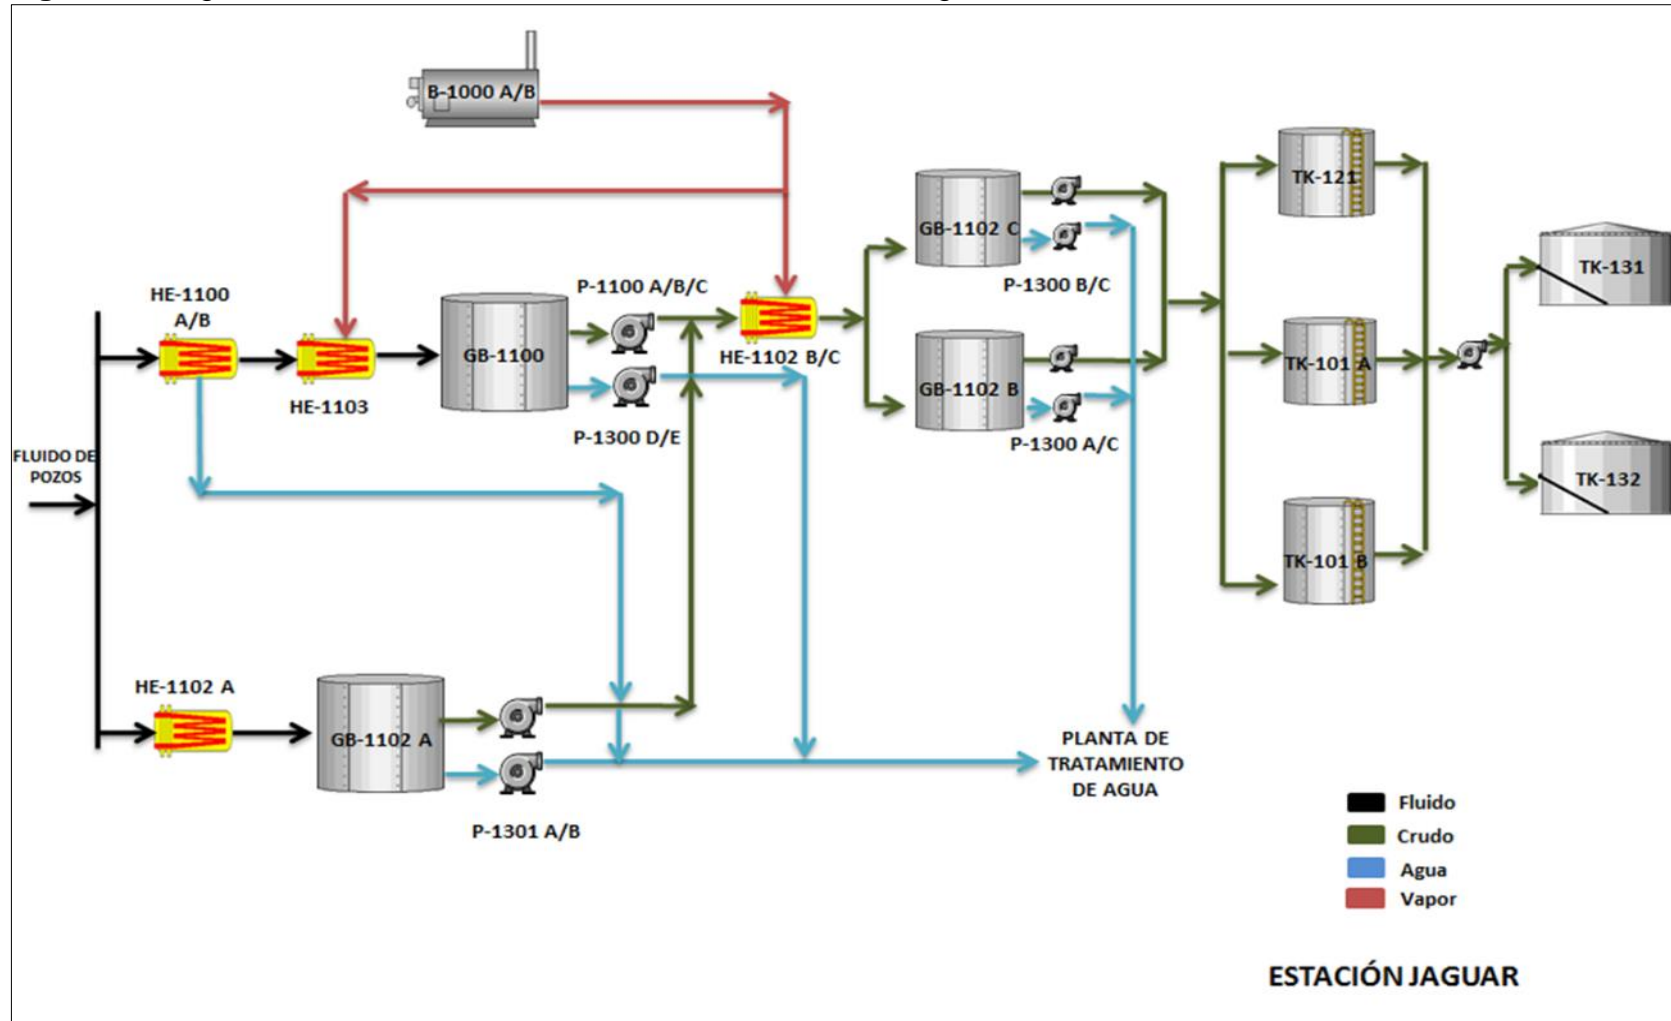 B-1000 A/B
TK-121
GB-1102 C
TK-131
P-1100 A/B/C
P-1300 B/C
HE-1100
A/B
GB-1100
HE-1102 B/C
TK-101 A
HE-1103
GB-1102 B
P-1300 D/E
P-1300 A/C
FLUIDO DE
POZOS
TK-132
TK-101 B
HE-1102 A
GB-1102 A
PLANTA DE
TRATAMIENTO
DE AGUA
P-1301 A/B
Fluido
Crudo
Agua
Vapor
ESTACIÓN JAGUAR